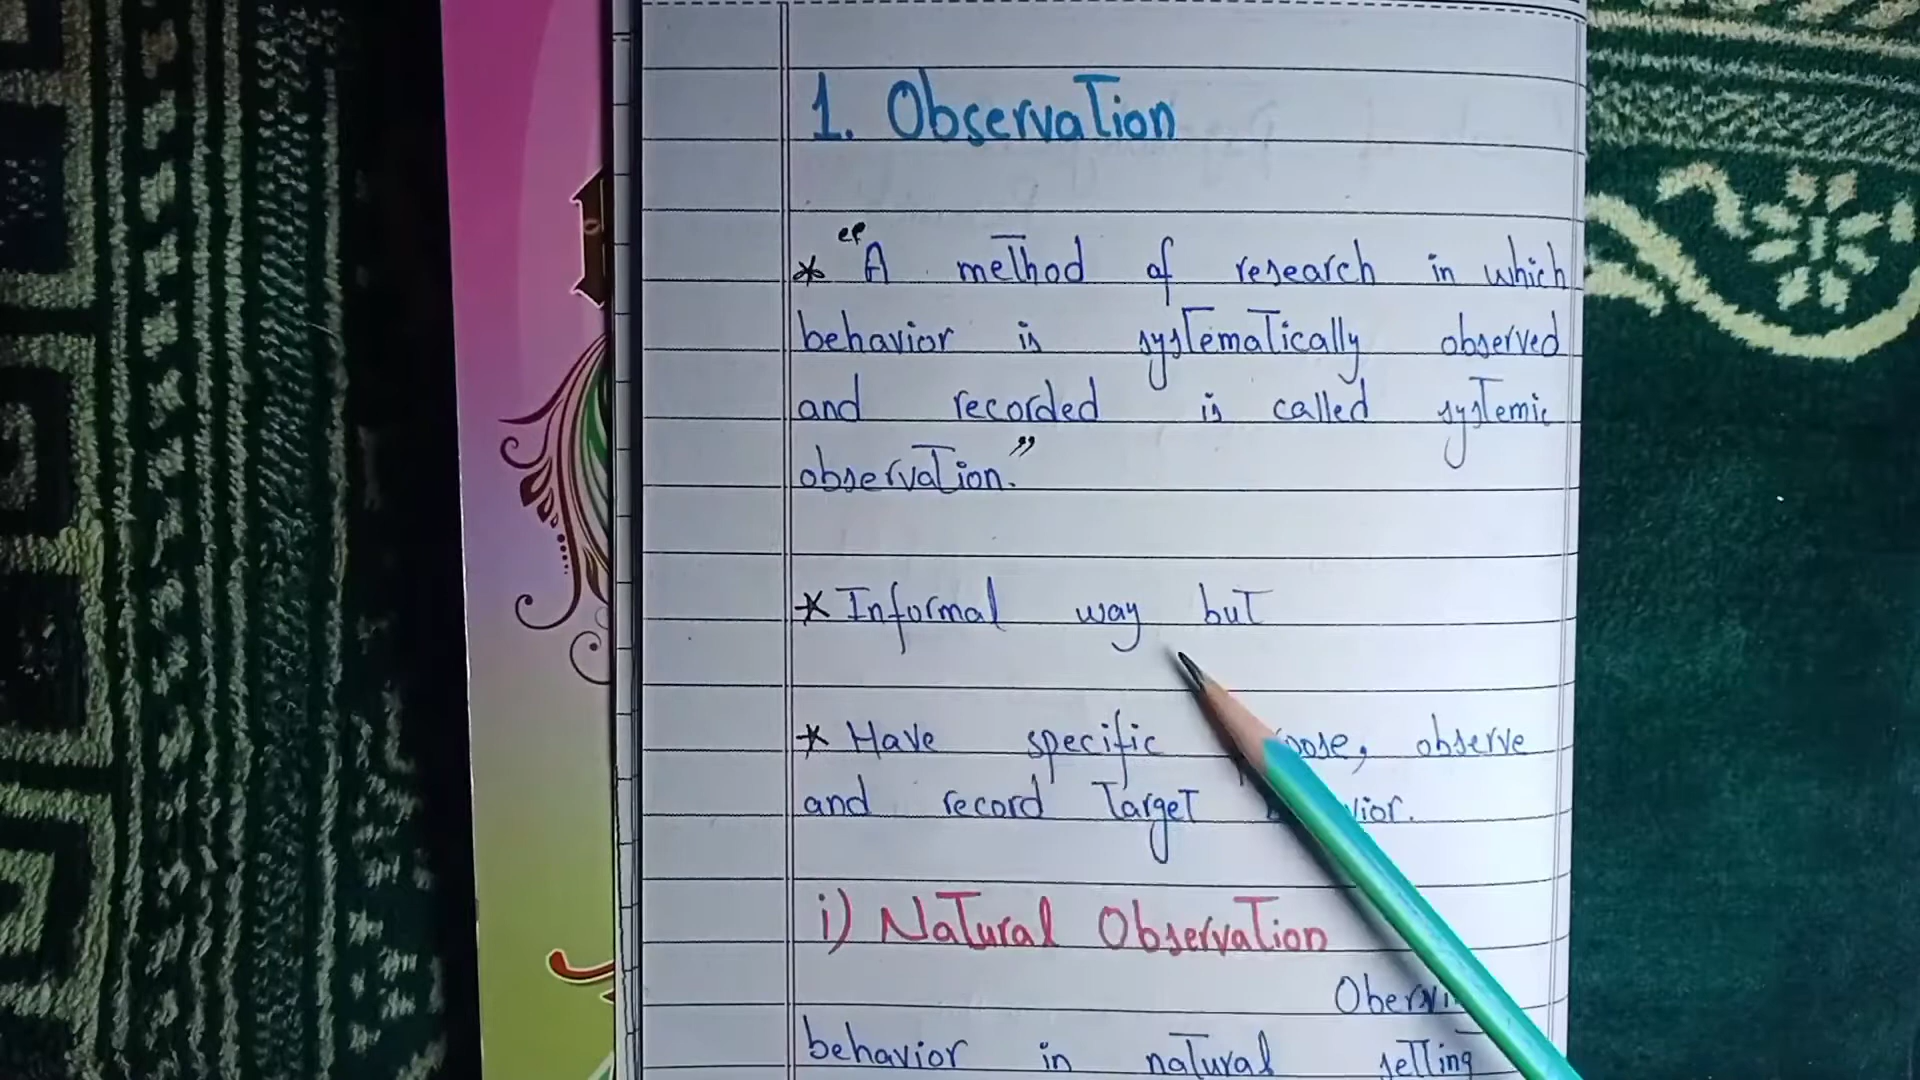 1. Observation
* "A method of research in which
behavior is systematically observed
and recorded is called systemic
observation."
* Informal way but
* Have specific observe
and record Target
i) Natural Observation
behavior in natural setting